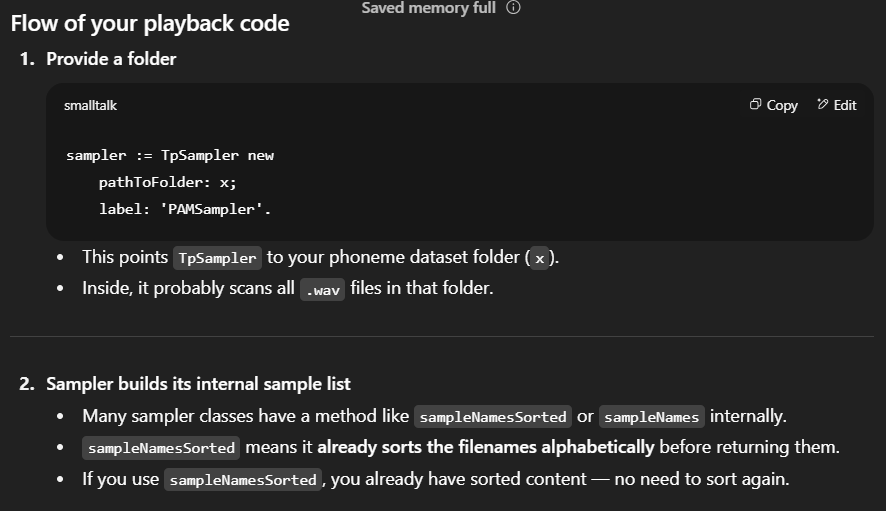 Saved memory full
Flow of your playback code
1. Provide a folder
smalltalk
Copy
Edit
sampler := TpSampler new
pathToFolder: x;
label: 'PAMSampler'.
• This points TpSampler to your phoneme dataset folder (x).
• Inside, it probably scans all .wav files in that folder.
2. Sampler builds its internal sample list
• Many sampler classes have a method like sampleNamesSorted or sampleNames internally.
• sampleNamesSorted means it already sorts the filenames alphabetically before returning them.
• If you use sampleNamesSorted, you already have sorted content — no need to sort again.